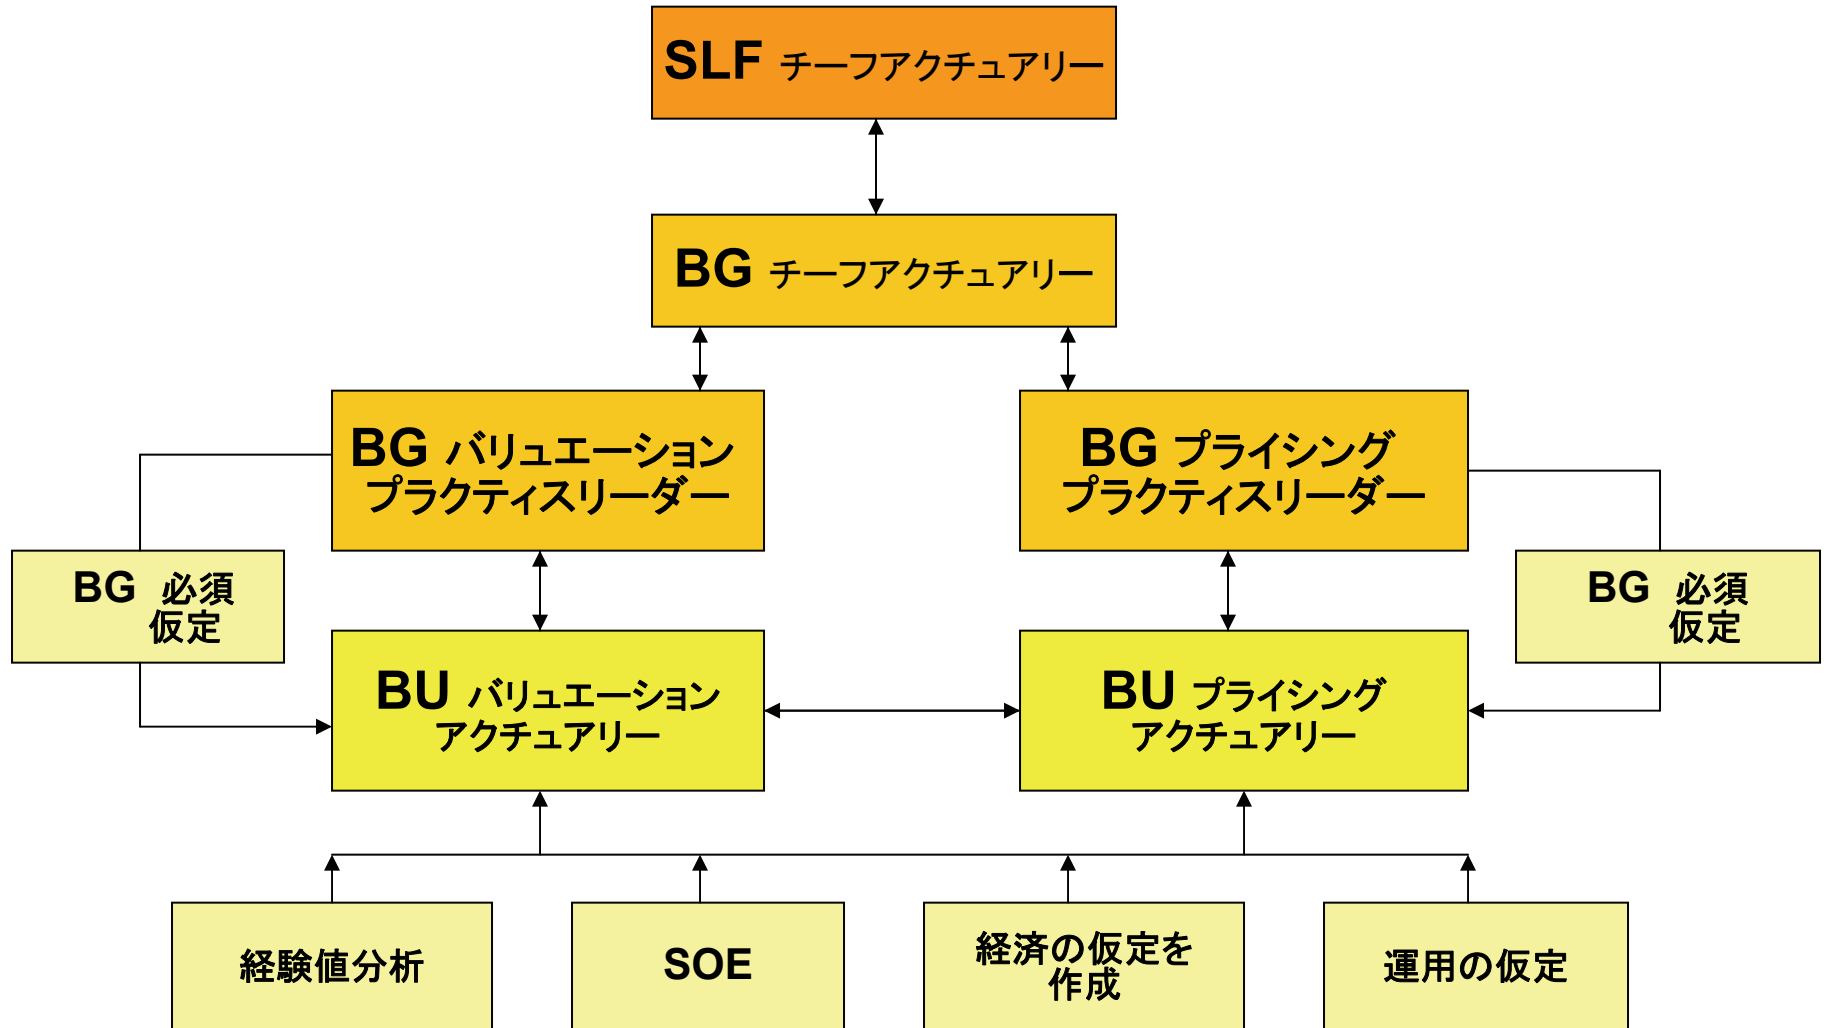 SLF チーフアクチュアリー
BG チーフアクチュアリー
BG バリュエーション
プラクティスリーダー
BG プライシング
プラクティスリーダー
BG 必須
仮定
BG 必須
仮定
BU バリュエーション
アクチュアリー
BU プライシング
アクチュアリー
経験値分析
SOE
経済の仮定を
作成
運用の仮定